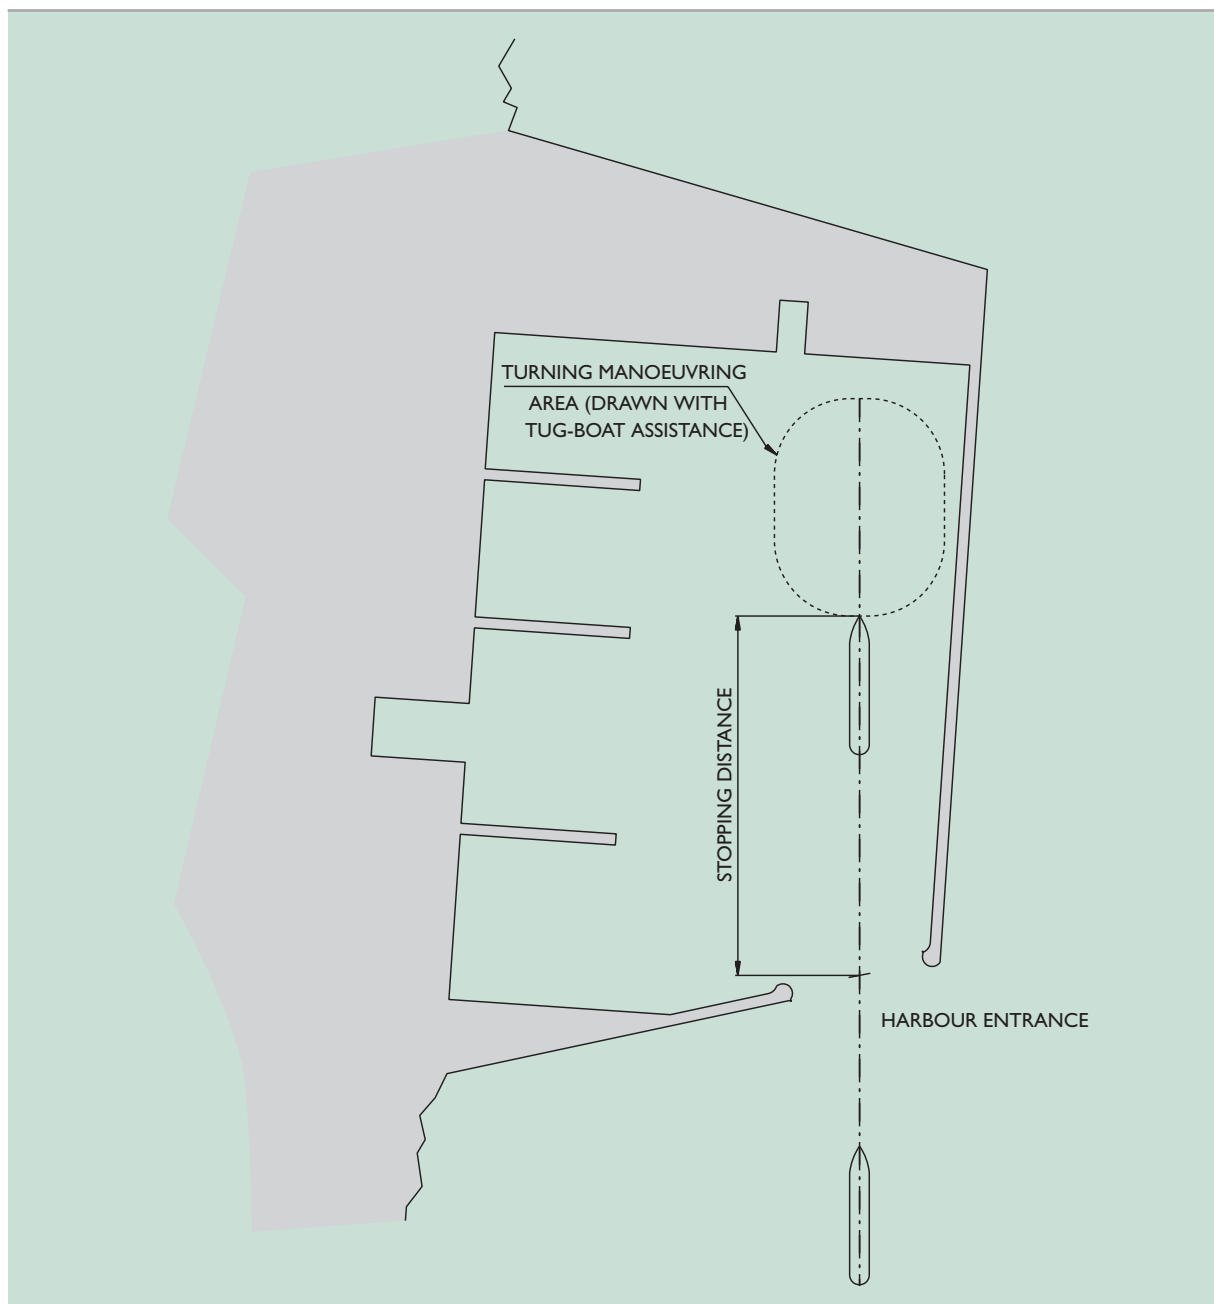 TURNING MANOEUVRING
AREA (DRAWN WITH
TUG-BOAT ASSISTANCE)
STOPPING DISTANCE
HARBOUR ENTRANCE